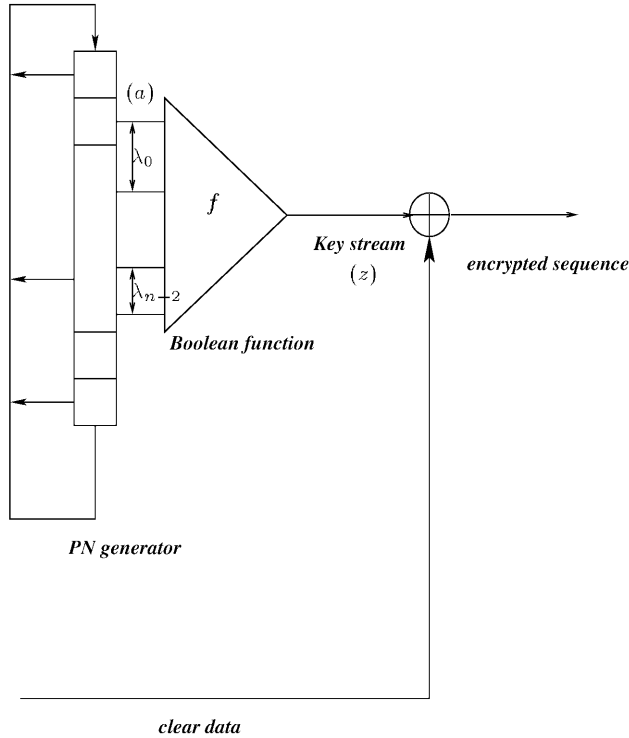 (a)
λ₀
f
Key stream
(z)
encrypted sequence
λₙ₋₂
Boolean function
PN generator
clear data